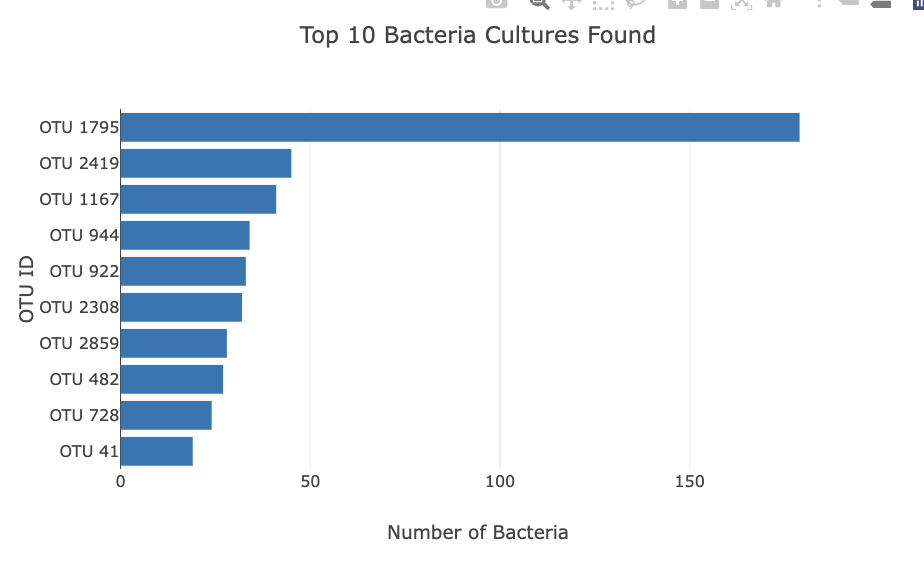 Top 10 Bacteria Cultures Found
OTU ID
OTU 1795
OTU 2419
OTU 1167
OTU 944
OTU 922
OTU 2308
OTU 2859
OTU 482
OTU 728
OTU 41
0 50 100 150
Number of Bacteria